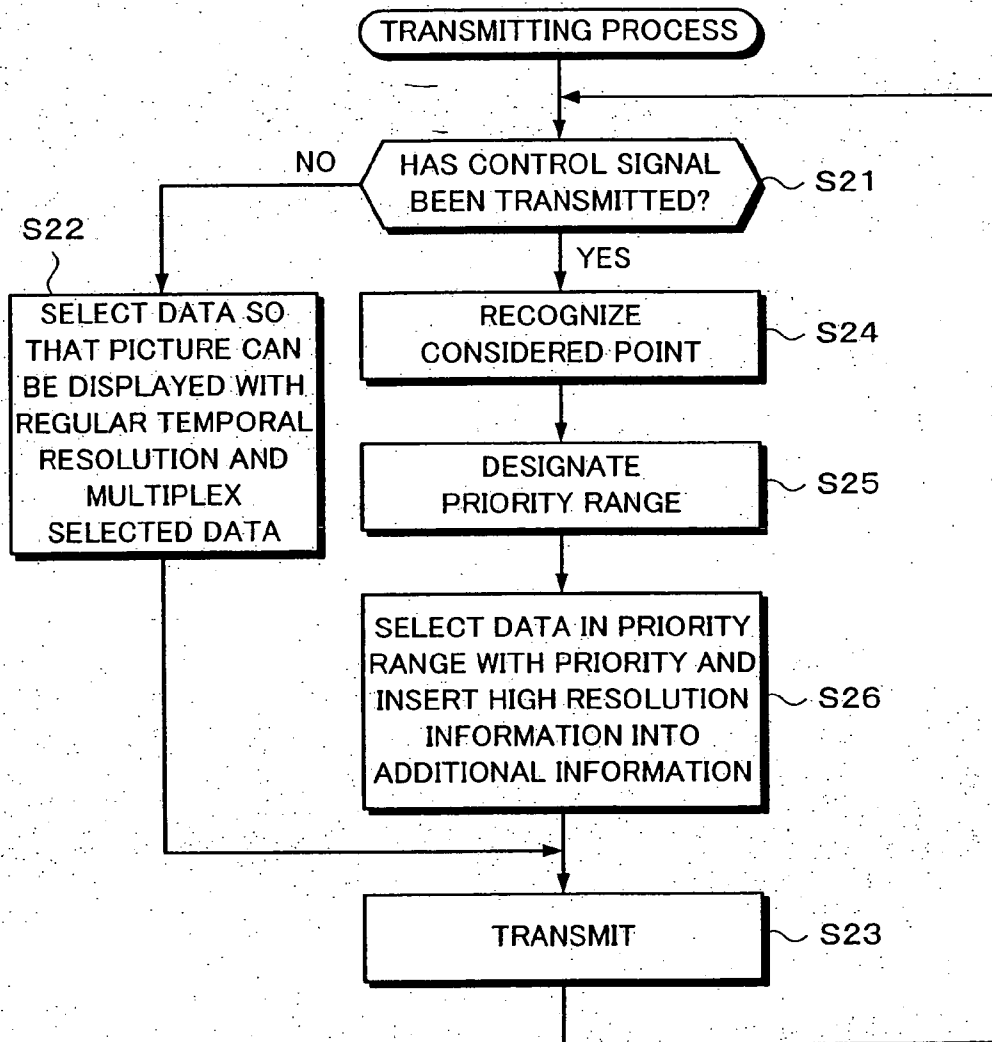 TRANSMITTING PROCESS
NO
HAS CONTROL SIGNAL
BEEN TRANSMITTED?
S21
S22
YES
SELECT DATA SO
THAT PICTURE CAN
BE DISPLAYED WITH
REGULAR TEMPORAL
RESOLUTION AND
MULTIPLEX
SELECTED DATA
RECOGNIZE
CONSIDERED POINT
S24
DESIGNATE
PRIORITY RANGE
S25
SELECT DATA IN PRIORITY
RANGE WITH PRIORITY AND
INSERT HIGH RESOLUTION
INFORMATION INTO
ADDITIONAL INFORMATION
S26
TRANSMIT
S23